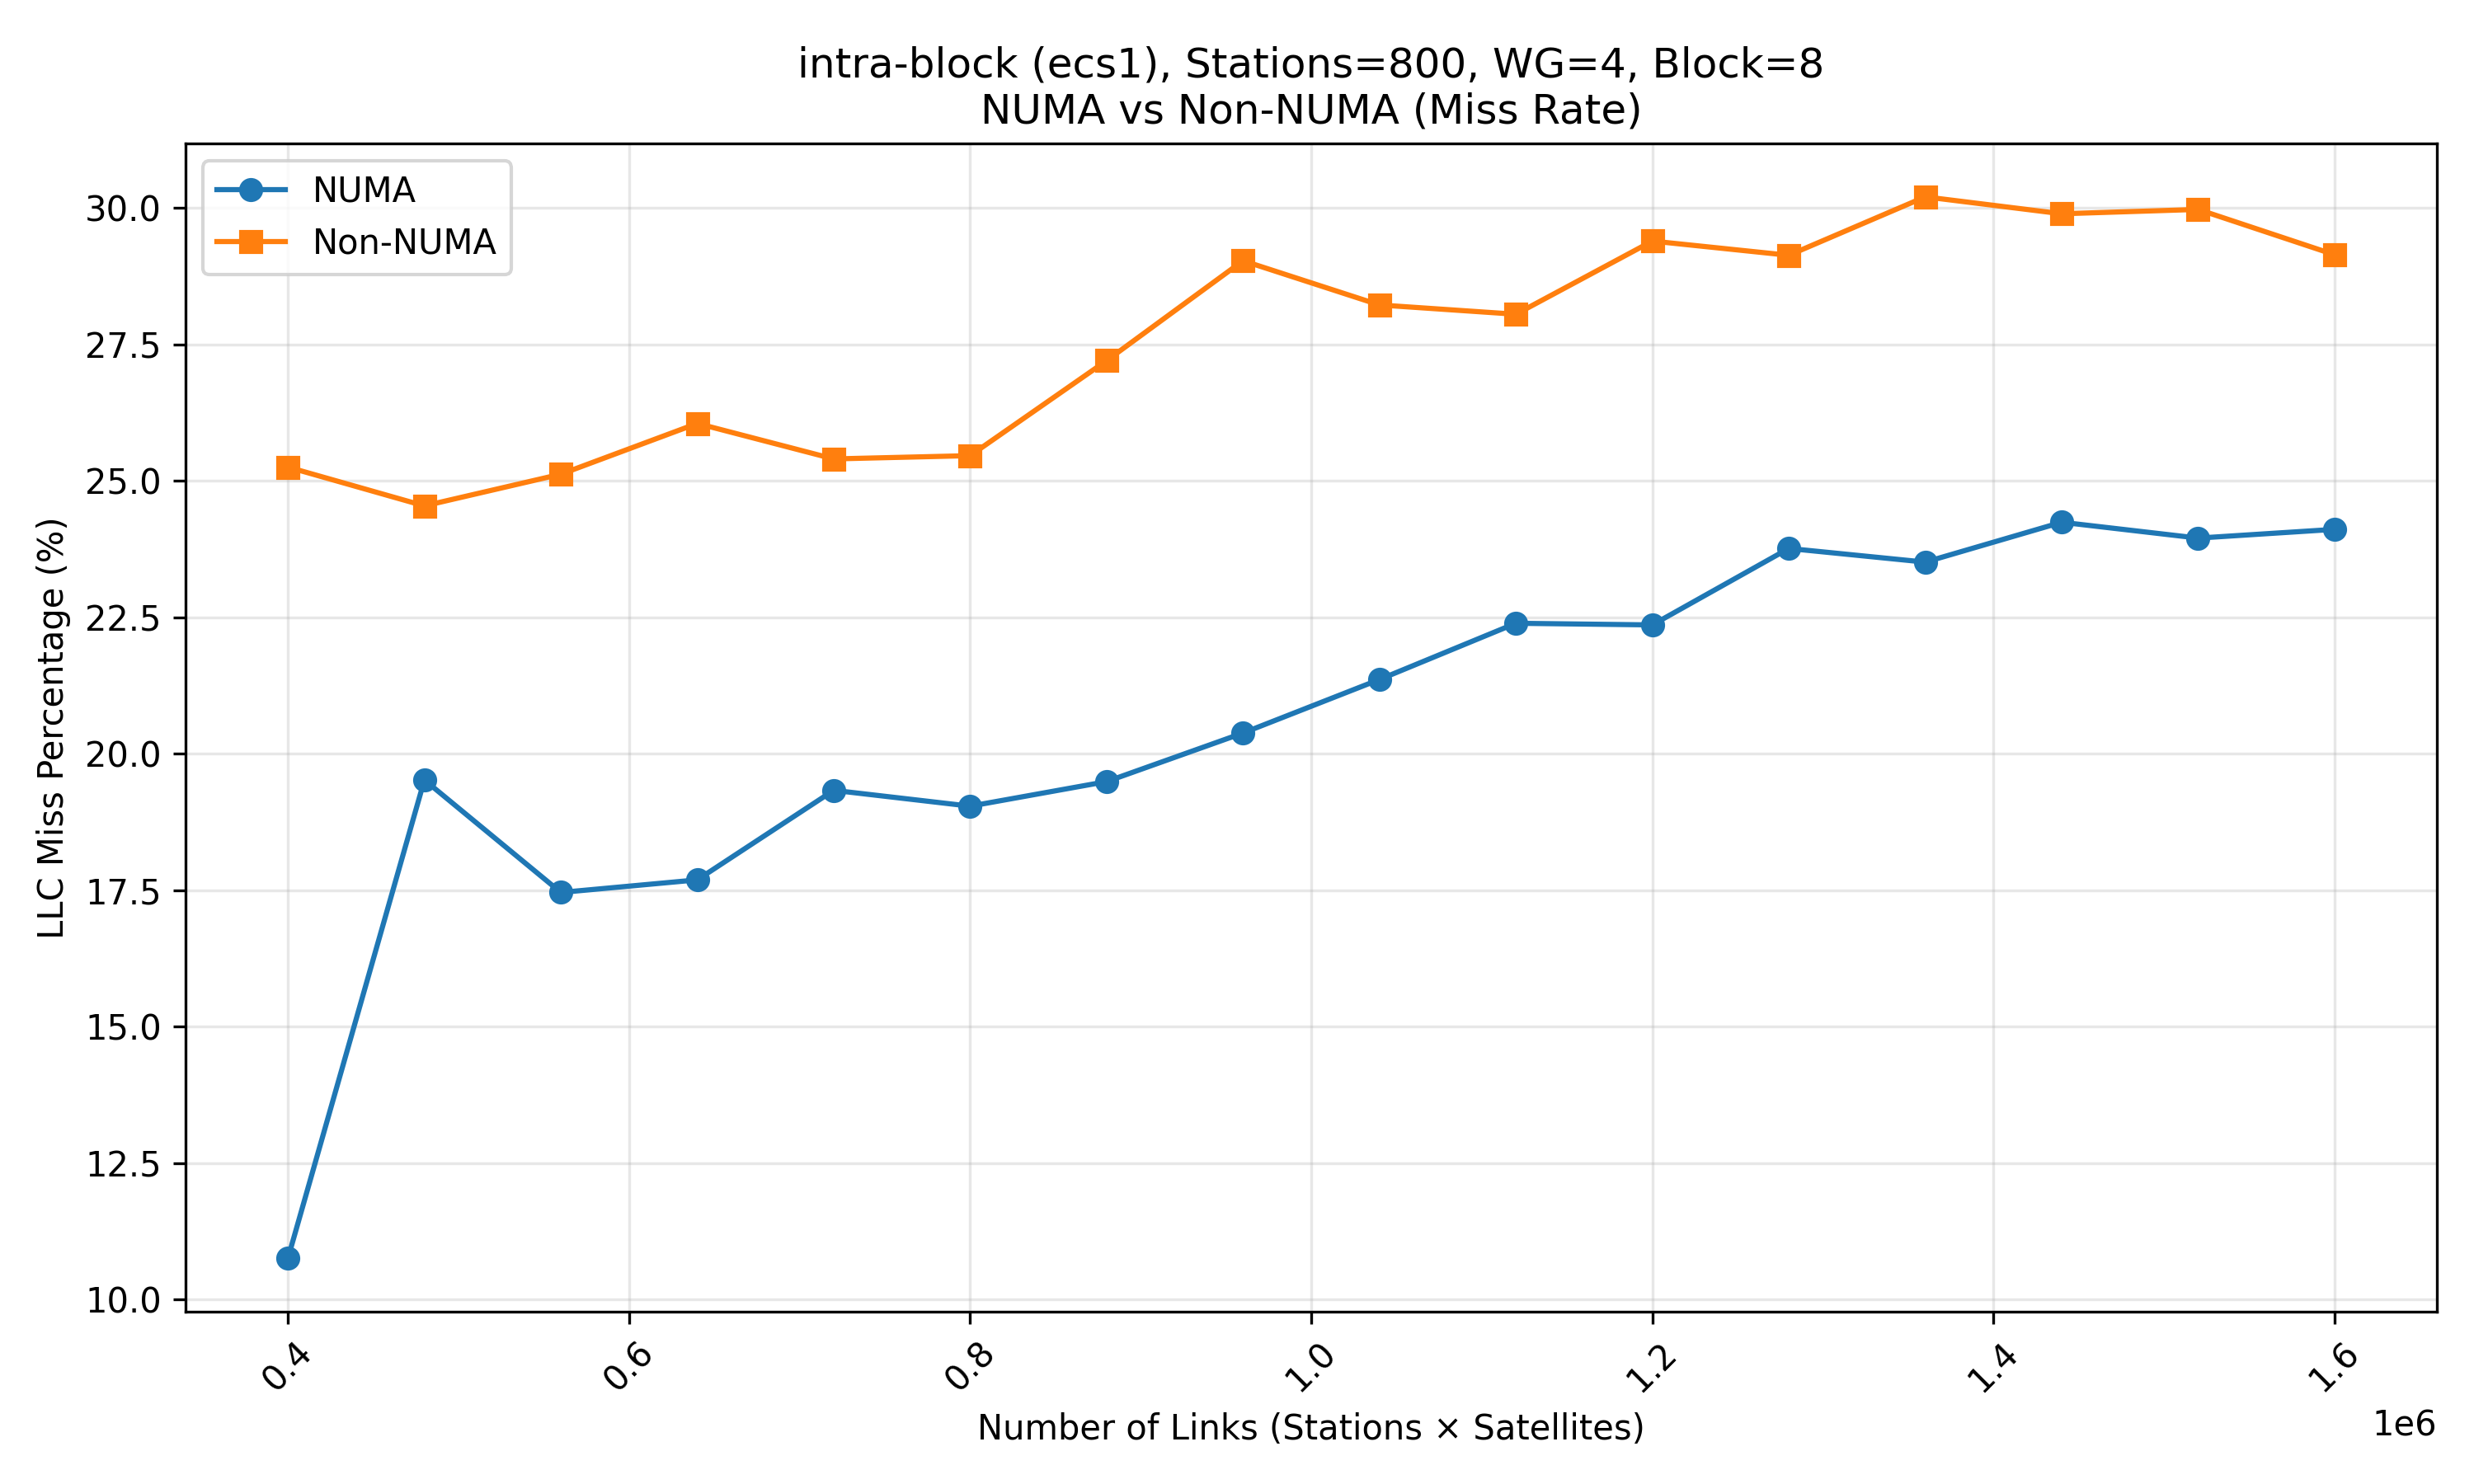 intra-block (ecs1), Stations=800, WG=4, Block=8
NUMA vs Non-NUMA (Miss Rate)
NUMA
Non-NUMA
LLC Miss Percentage (%)
30.0
27.5
25.0
22.5
20.0
17.5
15.0
12.5
10.0
0.4
0.6
0.8
1.0
1.2
1.4
1.6
1e6
Number of Links (Stations × Satellites)